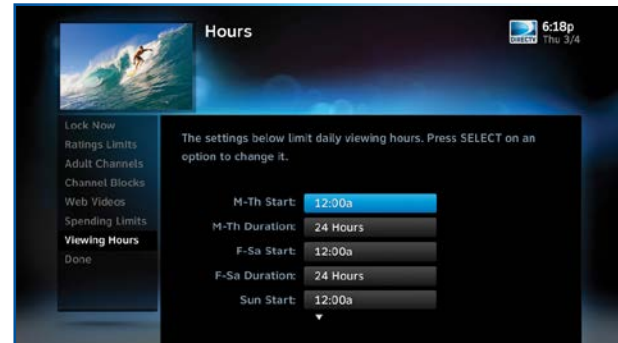 Hours
6:18p
DIRECTV Thu 3/4
Lock Now
Ratings Limits
Adult Channels
Channel Blocks
Web Videos
Spending Limits
Viewing Hours
Done
The settings below limit daily viewing hours. Press SELECT on an
option to change it.
M-Th Start: 12:00a
M-Th Duration: 24 Hours
F-Sa Start: 12:00a
F-Sa Duration: 24 Hours
Sun Start: 12:00a